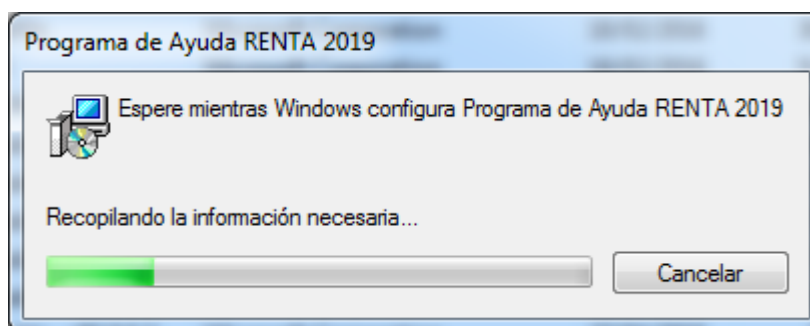 Programa de Ayuda RENTA 2019
Espere mientras Windows configura Programa de Ayuda RENTA 2019
Recopilando la información necesaria...
Cancelar